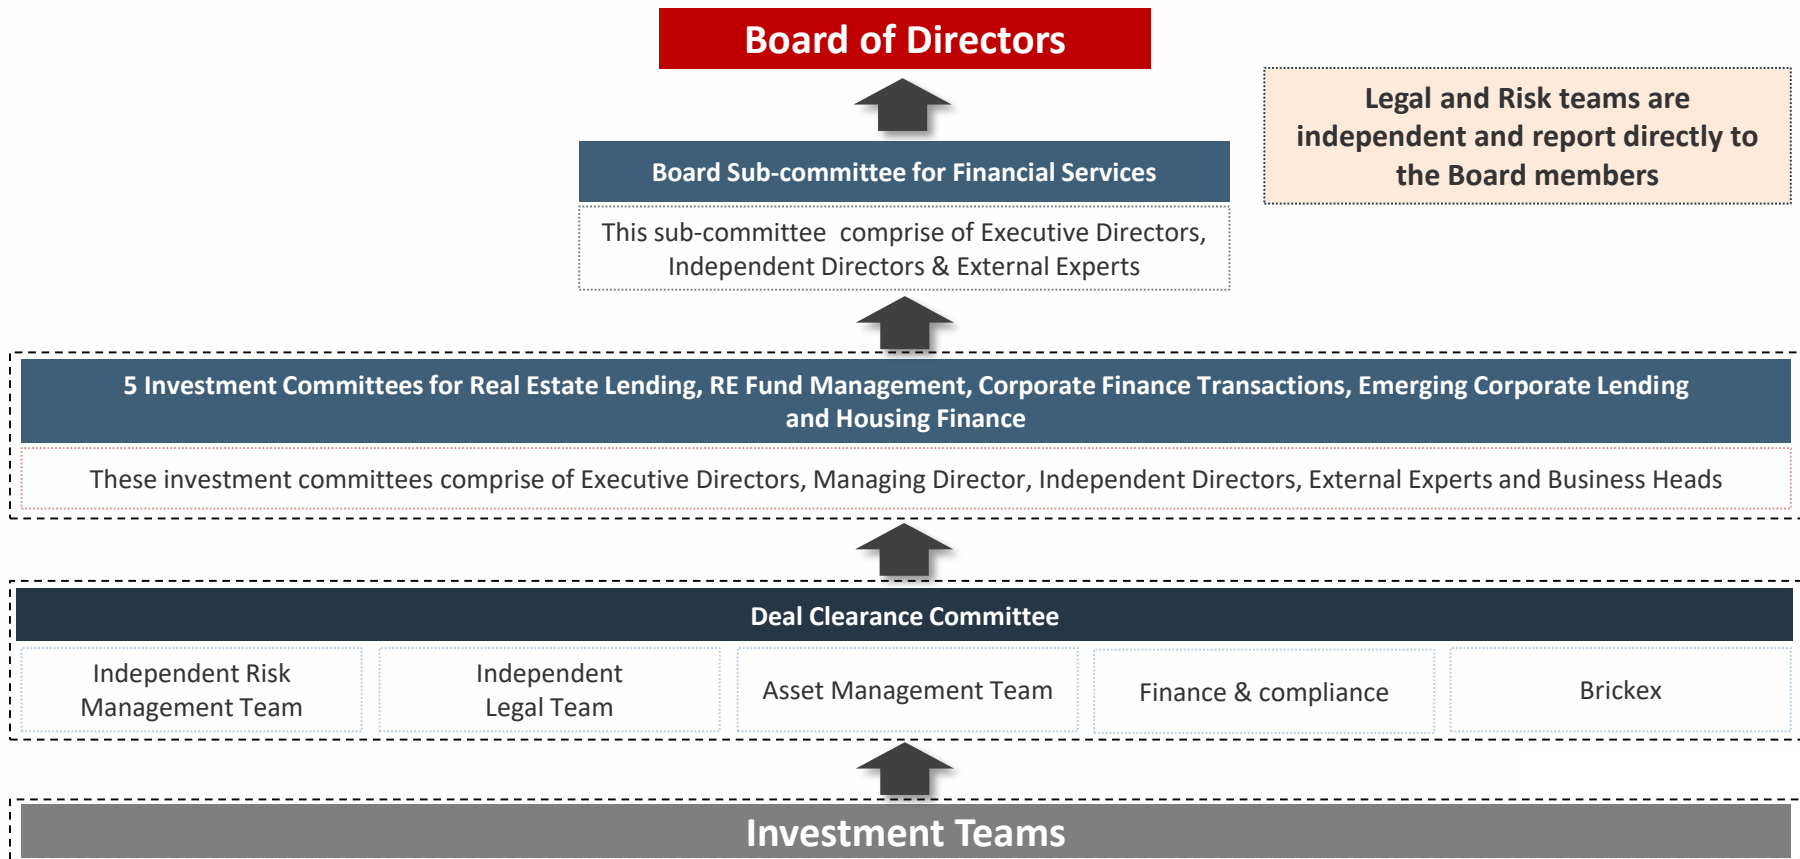 Board of Directors
Legal and Risk teams are
independent and report directly to
the Board members
Board Sub-committee for Financial Services
This sub-committee  comprise of Executive Directors,
Independent Directors & External Experts
5 Investment Committees for Real Estate Lending, RE Fund Management, Corporate Finance Transactions, Emerging Corporate Lending
and Housing Finance
These investment committees comprise of Executive Directors, Managing Director, Independent Directors, External Experts and Business Heads
Deal Clearance Committee
Independent Risk
Management Team
Independent
Legal Team
Asset Management Team
Finance & compliance
Brickex
Investment Teams